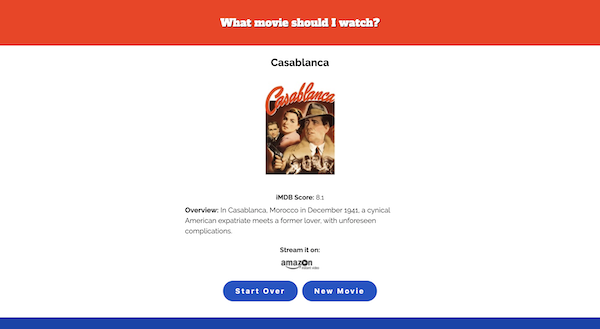 What movie should I watch?
Casablanca
Casablanca
iMDB Score: 8.1
Overview: In Casablanca, Morocco in December 1941, a cynical
American expatriate meets a former lover, with unforeseen
complications.
Stream it on:
amazon
instant video
Start Over
New Movie